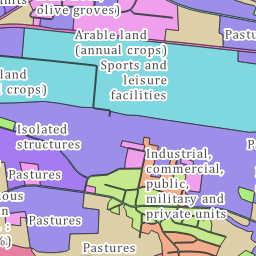 olive groves)
Arable land
(annual crops)
Pastu
Sports and
leisure
facilities
land
l crops)
Isolated
structures
Industrial,
commercial,
public,
military and
private units
Pastures
Pastures
Pastures